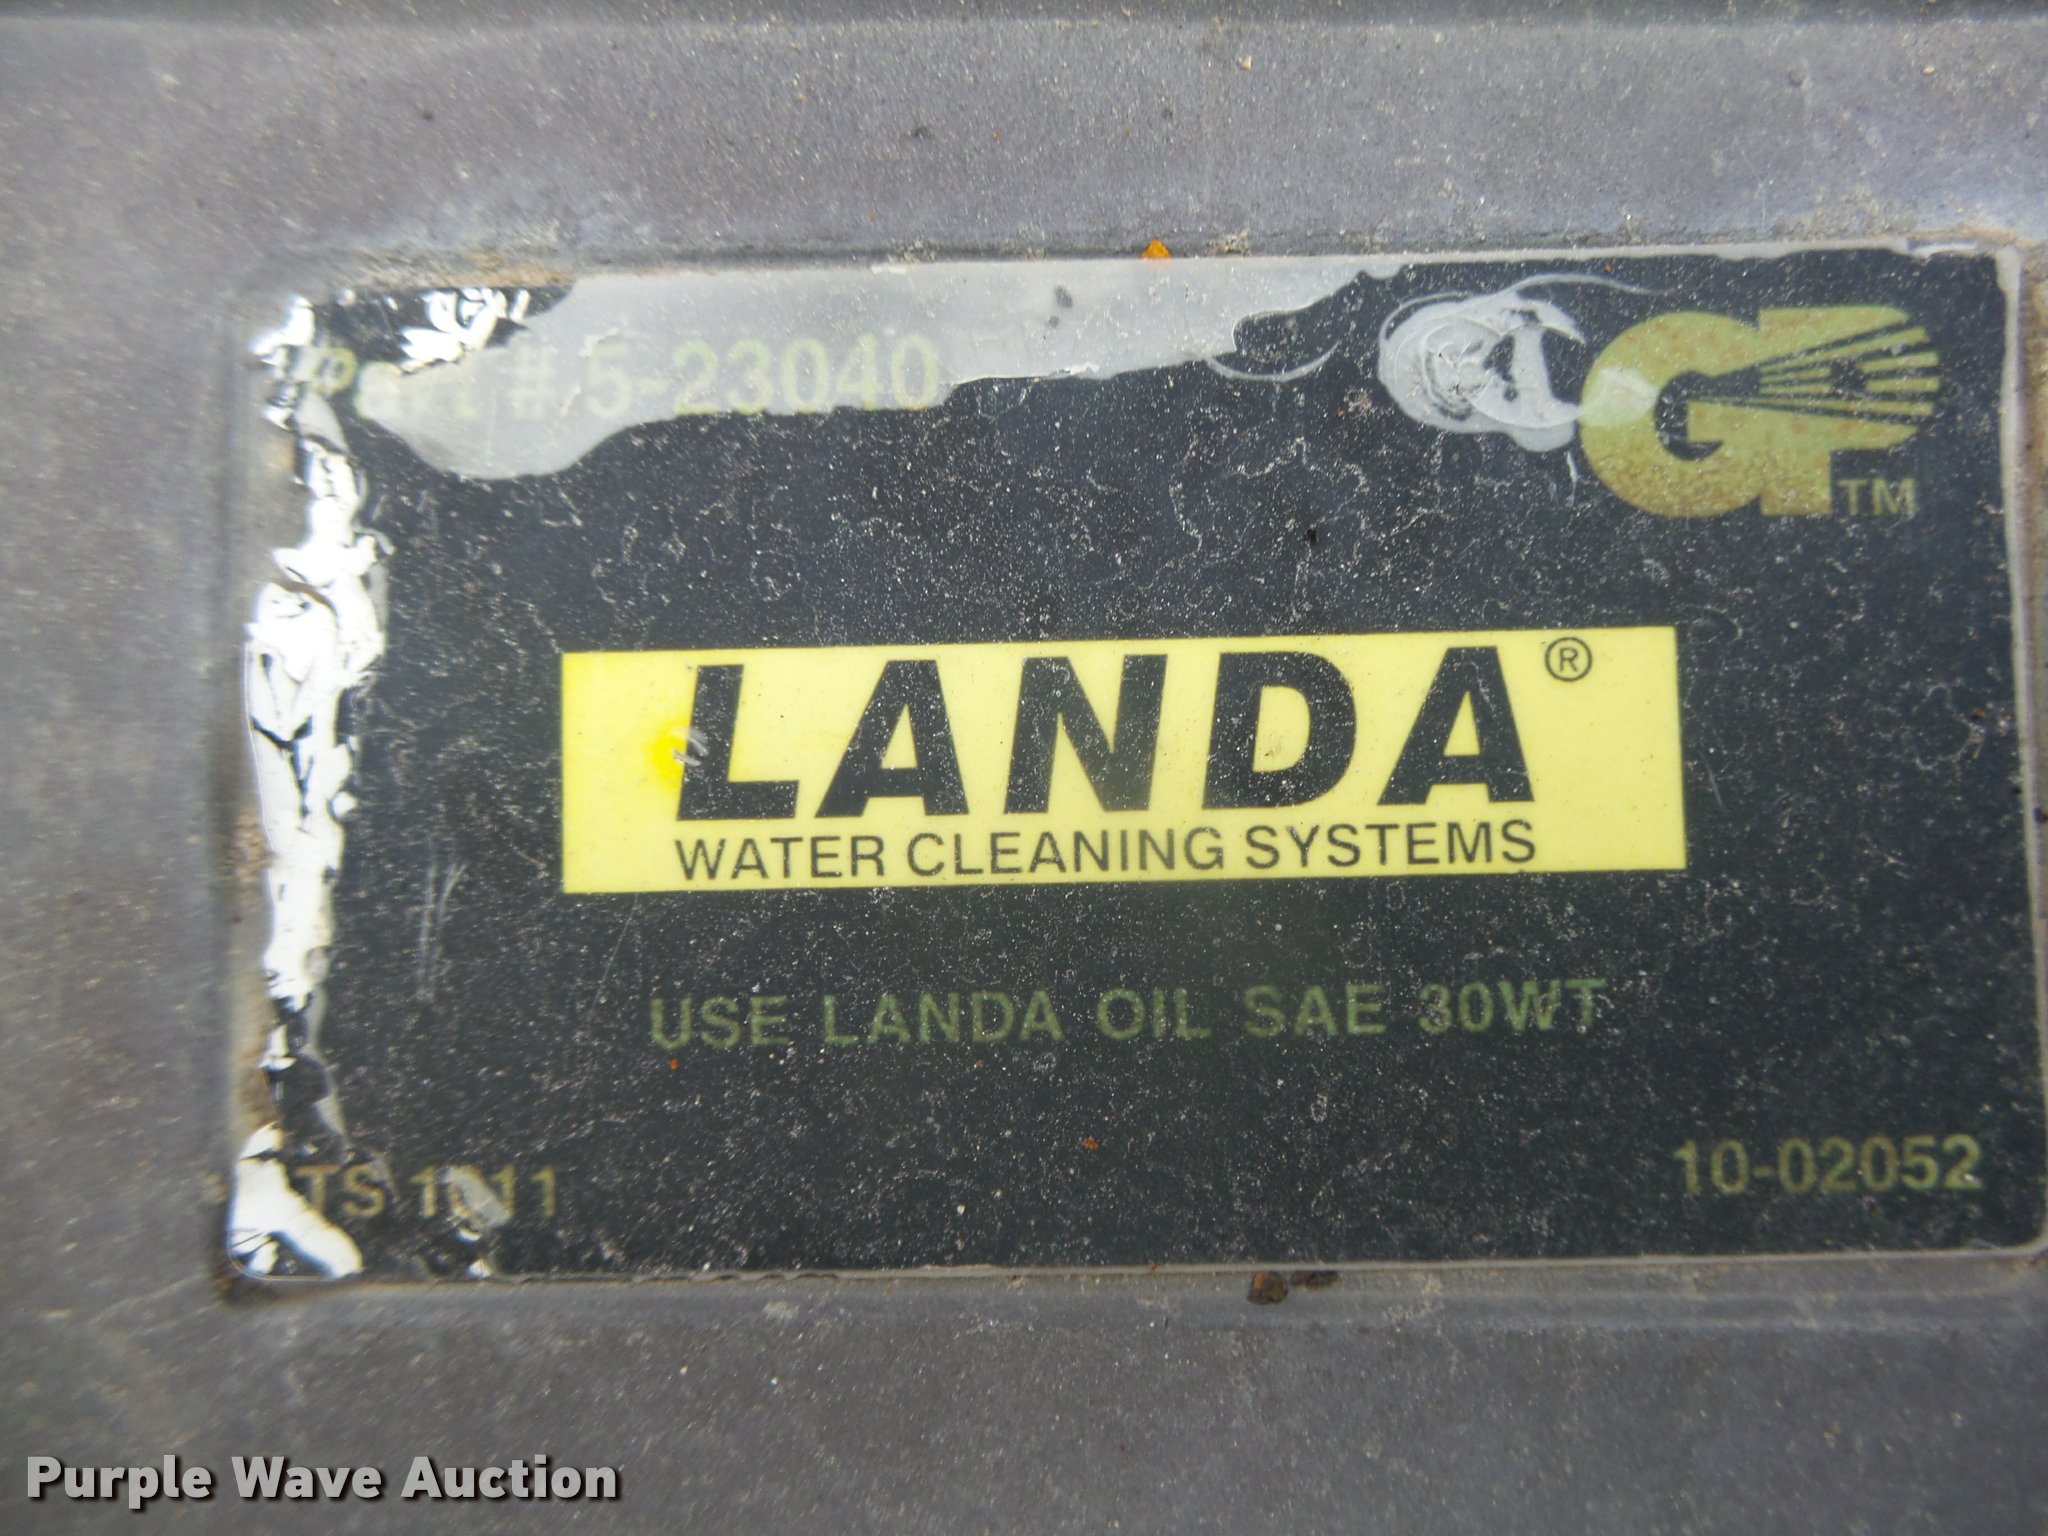 Part # 5-23040
GP TM
LANDA ®
WATER CLEANING SYSTEMS
USE LANDA OIL SAE 30WT
1011
10-02052
Purple Wave Auction